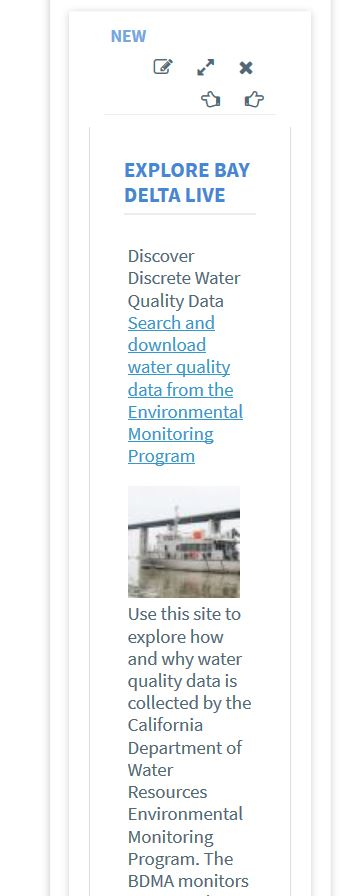 NEW
EXPLORE BAY
DELTA LIVE
Discover
Discrete Water
Quality Data
Search and
download
water quality
data from the
Environmental
Monitoring
Program
Use this site to
explore how
and why water
quality data is
collected by the
California
Department of
Water
Resources
Environmental
Monitoring
Program. The
BDMA monitors